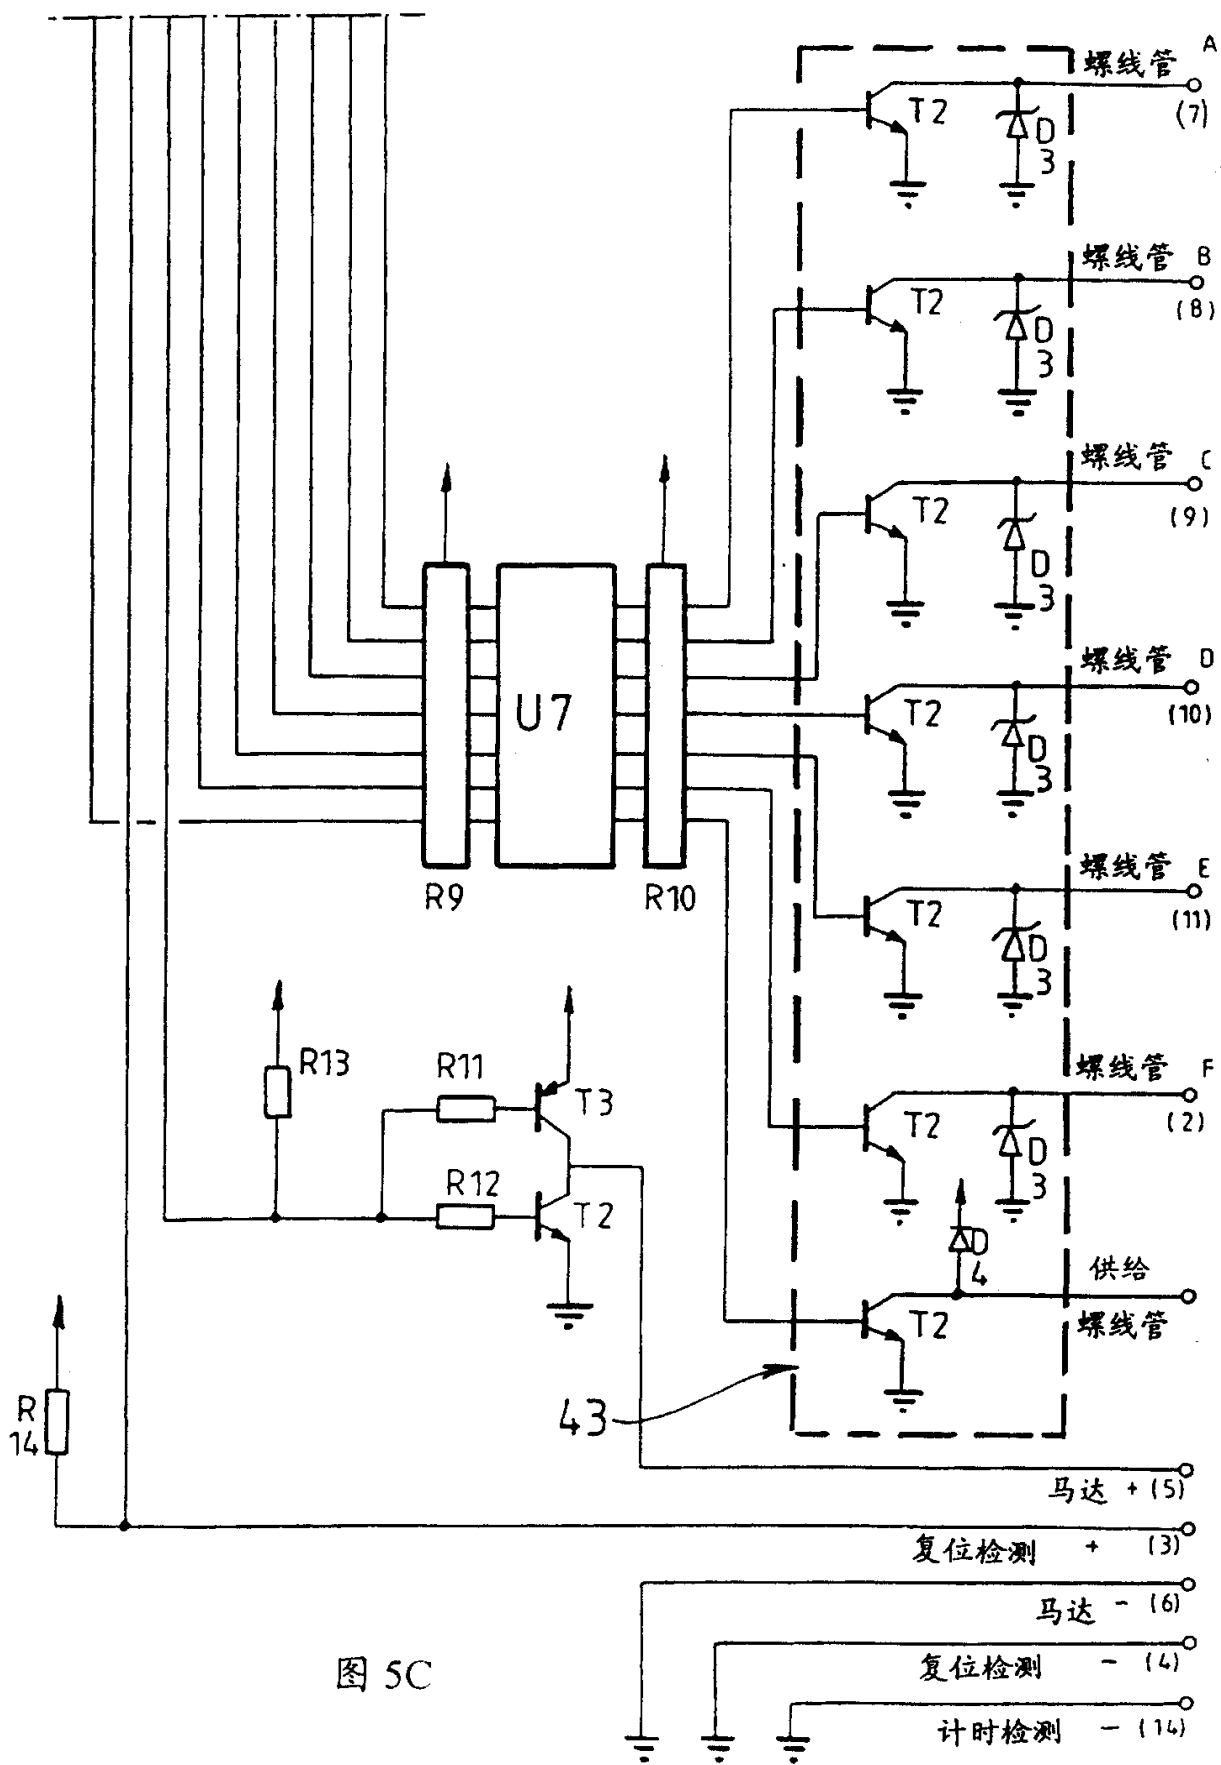 螺线管 A
(7)
T2
D
3
螺线管 B
(8)
T2
D
3
螺线管 C
(9)
T2
D
3
螺线管 D
(10)
T2
D
3
U7
R9
R10
螺线管 E
(11)
T2
D
3
R13
R11
T3
R12
T2
螺线管 F
(2)
T2
D
3
D
4
供给
螺线管
T2
R
14
43
马达 + (5)
复位检测 + (3)
马达 - (6)
复位检测 - (4)
计时检测 - (14)
图 5C